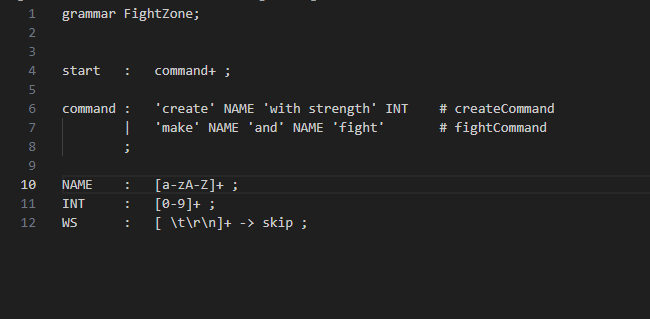 1 grammar FightZone;
2
3
4 start : command+ ;
5
6 command : 'create' NAME 'with strength' INT # createCommand
7 | 'make' NAME 'and' NAME 'fight' # fightCommand
8 ;
9
10 NAME : [a-zA-Z]+ ;
11 INT : [0-9]+ ;
12 WS : [ \t\r\n]+ -> skip ;